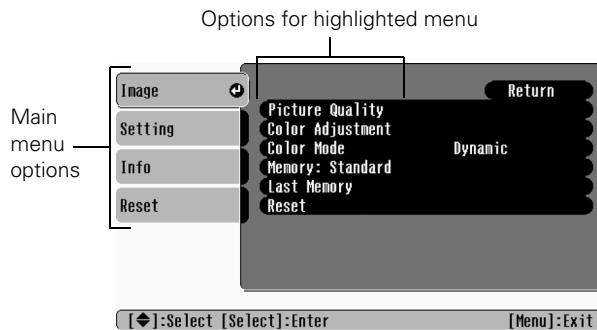 Options for highlighted menu
Main
menu
options
Image
Setting
Info
Reset
Return
Picture Quality
Color Adjustment
Color Mode Dynamic
Memory: Standard
Last Memory
Reset
[◆]:Select [Select]:Enter [Menu]:Exit